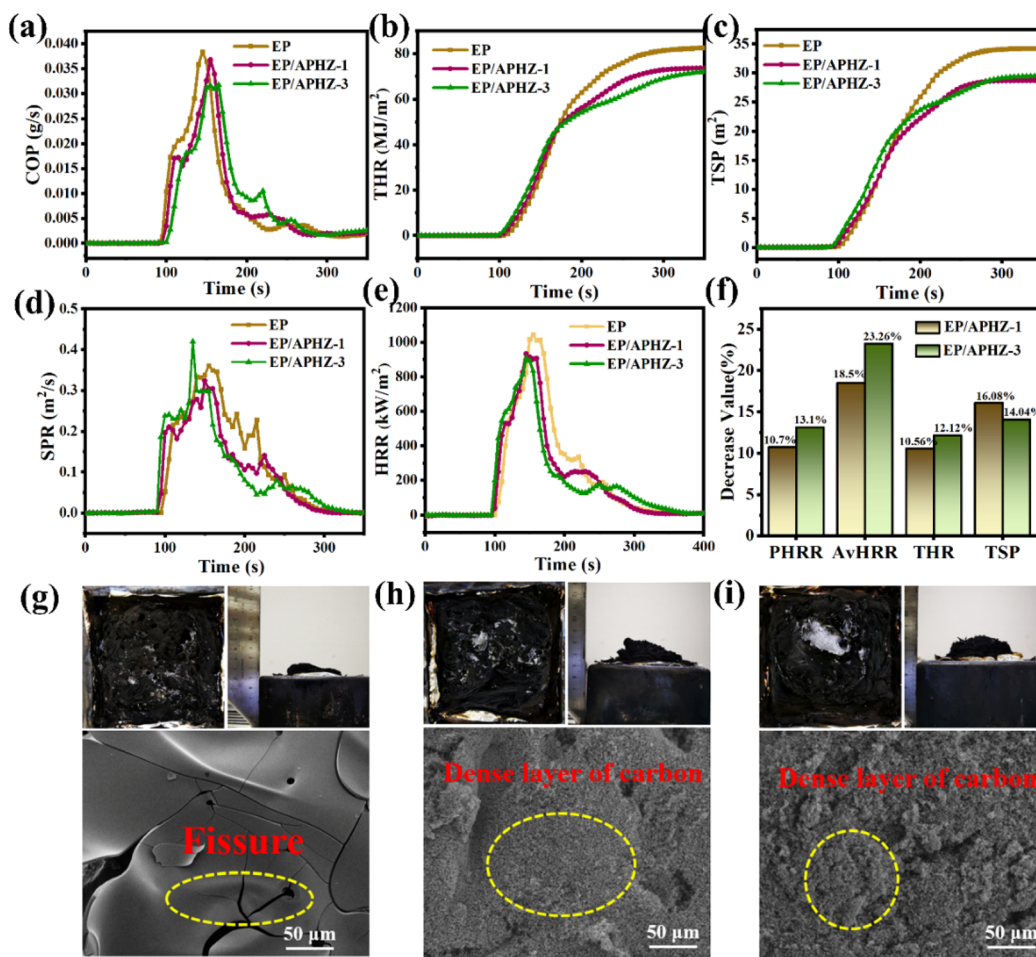 (a)
0.040
0.035
0.030
0.025
0.020
0.015
0.010
0.005
0.000
COP (g/s)
EP
EP/APHZ-1
EP/APHZ-3
0 100 200 300
Time (s)
(b)
80
60
40
20
0
THR (MJ/m²)
EP
EP/APHZ-1
EP/APHZ-3
0 100 200 300
Time (s)
(c)
35
30
25
20
15
10
5
0
TSP (m²)
EP
EP/APHZ-1
EP/APHZ-3
0 100 200 300
Time (s)
(d)
0.5
0.4
0.3
0.2
0.1
0.0
SPR (m²/s)
EP
EP/APHZ-1
EP/APHZ-3
0 100 200 300
Time (s)
(e)
1200
1000
800
600
400
200
0
HRR (kW/m²)
EP
EP/APHZ-1
EP/APHZ-3
0 100 200 300 400
Time (s)
(f)
25
20
15
10
5
0
Decrease Value(%)
EP/APHZ-1
EP/APHZ-3
10.7%
13.1%
18.5%
23.26%
10.56%
12.12%
16.08%
14.04%
PHRR AvHRR THR TSP
(g)
Fissure
50 μm
(h)
Dense layer of carbon
50 μm
(i)
Dense layer of carbon
50 μm